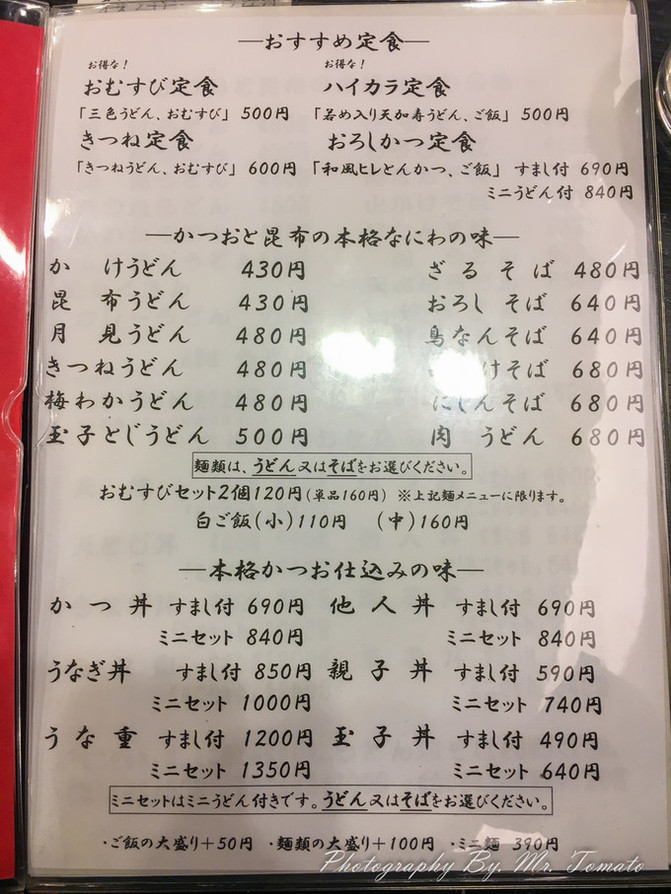 ―おすすめ定食―
お得な! お得な!
おむすび定食 ハイカラ定食
「三色うどん、おむすび」 500円 「若め入り天加寿うどん、ご飯」 500円
きつね定食 おろしかつ定食
「きつねうどん、おむすび」 600円 「和風ヒレとんかつ、ご飯」 すまし付 690円
ミニうどん付 840円
―かつおと昆布の本格なにわの味―
かけうどん 430円 ざるそば 480円
昆布うどん 430円 おろしそば 640円
月見うどん 480円 鳥なんそば 640円
きつねうどん 480円 けそば 680円
梅わかうどん 480円 にしんそば 680円
玉子とじうどん 500円 肉うどん 680円
麺類は、うどん又はそばをお選びください。
おむすびセット2個120円(単品160円) ※上記麺メニューに限ります。
白ご飯(小)110円 (中)160円
―本格かつお仕込みの味―
かつ丼 すまし付 690円 他人丼 すまし付 690円
ミニセット 840円 ミニセット 840円
うなぎ丼 すまし付 850円 親子丼 すまし付 590円
ミニセット 1000円 ミニセット 740円
うな重 すまし付 1200円 玉子丼 すまし付 490円
ミニセット 1350円 ミニセット 640円
ミニセットはミニうどん付きです。うどん又はそばをお選びください。
・ご飯の大盛り+50円 ・麺類の大盛り+100円 ・ミニ麺 390円
Photography By. Mr. Tomato